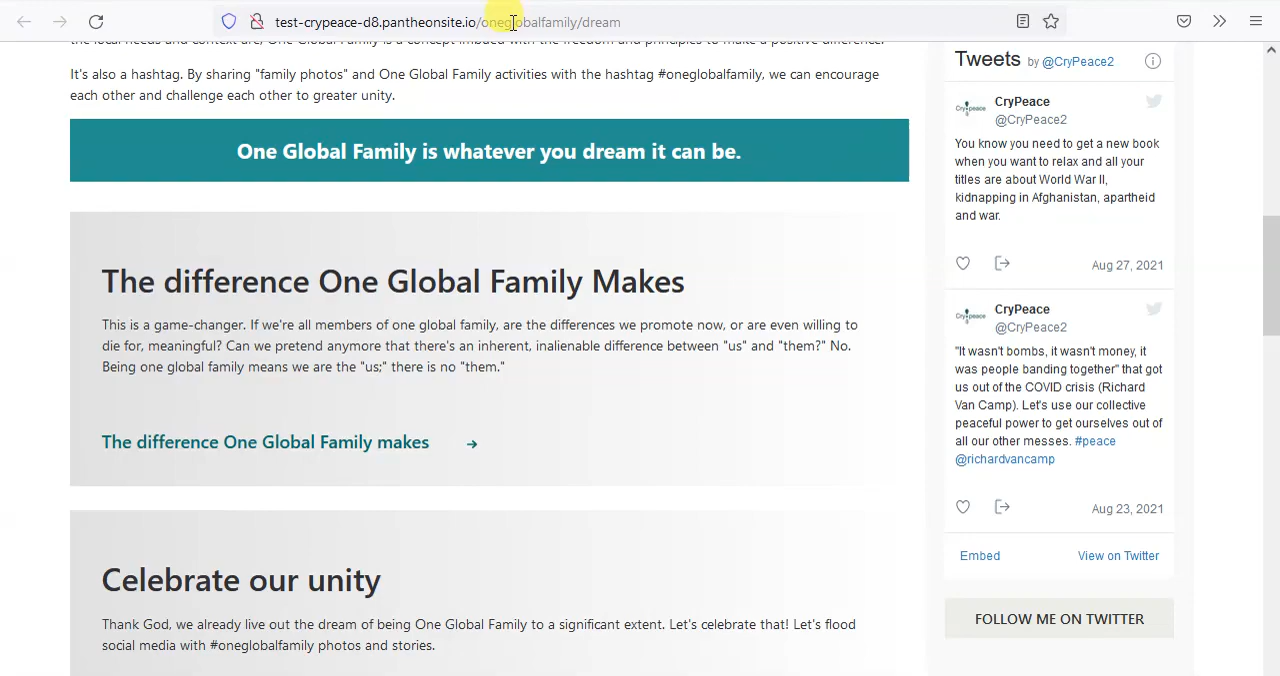 test-crypeace-d8.pantheonsite.io/oneglobalfamily/dream
the local needs and context are, One Global Family is a concept imbued with the freedom and principles to make a positive difference.
It's also a hashtag. By sharing "family photos" and One Global Family activities with the hashtag #oneglobalfamily, we can encourage
each other and challenge each other to greater unity.
One Global Family is whatever you dream it can be.
The difference One Global Family Makes
This is a game-changer. If we're all members of one global family, are the differences we promote now, or are even willing to
die for, meaningful? Can we pretend anymore that there's an inherent, inalienable difference between "us" and "them?" No.
Being one global family means we are the "us;" there is no "them."
The difference One Global Family makes →
Celebrate our unity
Thank God, we already live out the dream of being One Global Family to a significant extent. Let's celebrate that! Let's flood
social media with #oneglobalfamily photos and stories.
Tweets by @CryPeace2
CryPeace
CryPeace
@CryPeace2
You know you need to get a new book
when you want to relax and all your
titles are about World War II,
kidnapping in Afghanistan, apartheid
and war.
Aug 27, 2021
CryPeace
CryPeace
@CryPeace2
"It wasn't bombs, it wasn't money, it
was people banding together" that got
us out of the COVID crisis (Richard
Van Camp). Let's use our collective
peaceful power to get ourselves out of
all our other messes. #peace
@richardvancamp
Aug 23, 2021
Embed View on Twitter
FOLLOW ME ON TWITTER